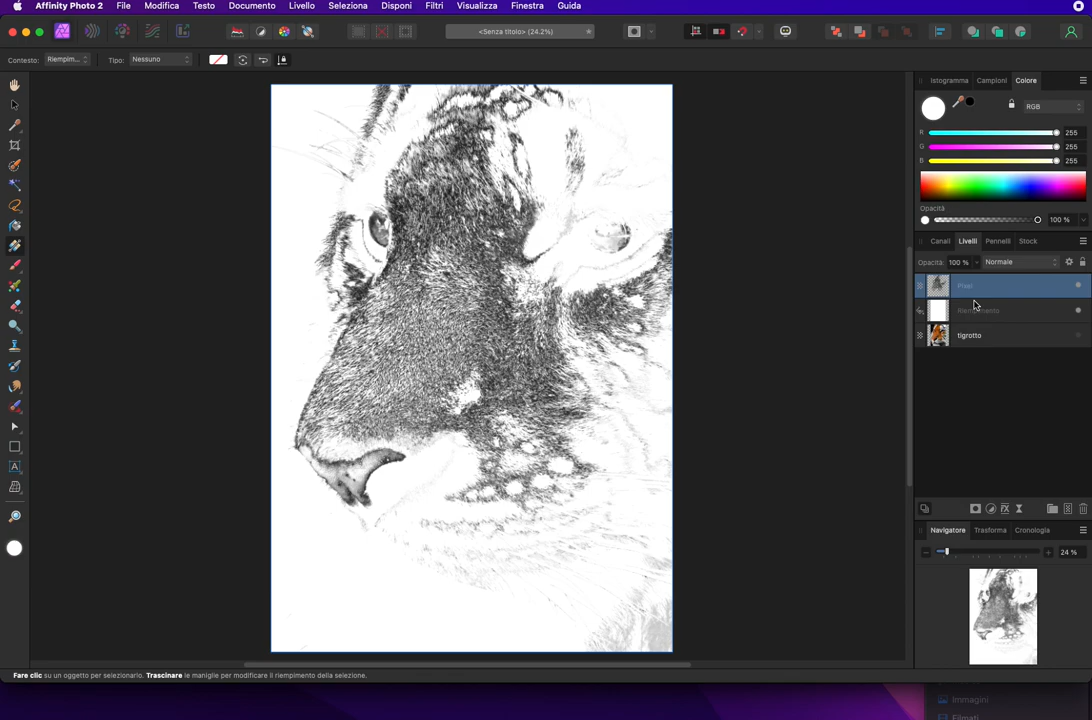 Affinity Photo 2 File Modifica Testo Documento Livello Seleziona Disponi Filtri Visualizza Finestra Guida
<Senza titolo> (24.2%)
Contesto: Riempim... Tipo: Nessuno
Istogramma Campioni Colore
RGB
R 255
G 255
B 255
Opacità
100 %
Canali Livelli Pennelli Stock
Opacità: 100 % Normale
Pixel
Riempimento
tigrotto
Navigatore Trasforma Cronologia
24 %
Fare clic su un oggetto per selezionarlo. Trascinare le maniglie per modificare il riempimento della selezione.
Immagini
Filmati